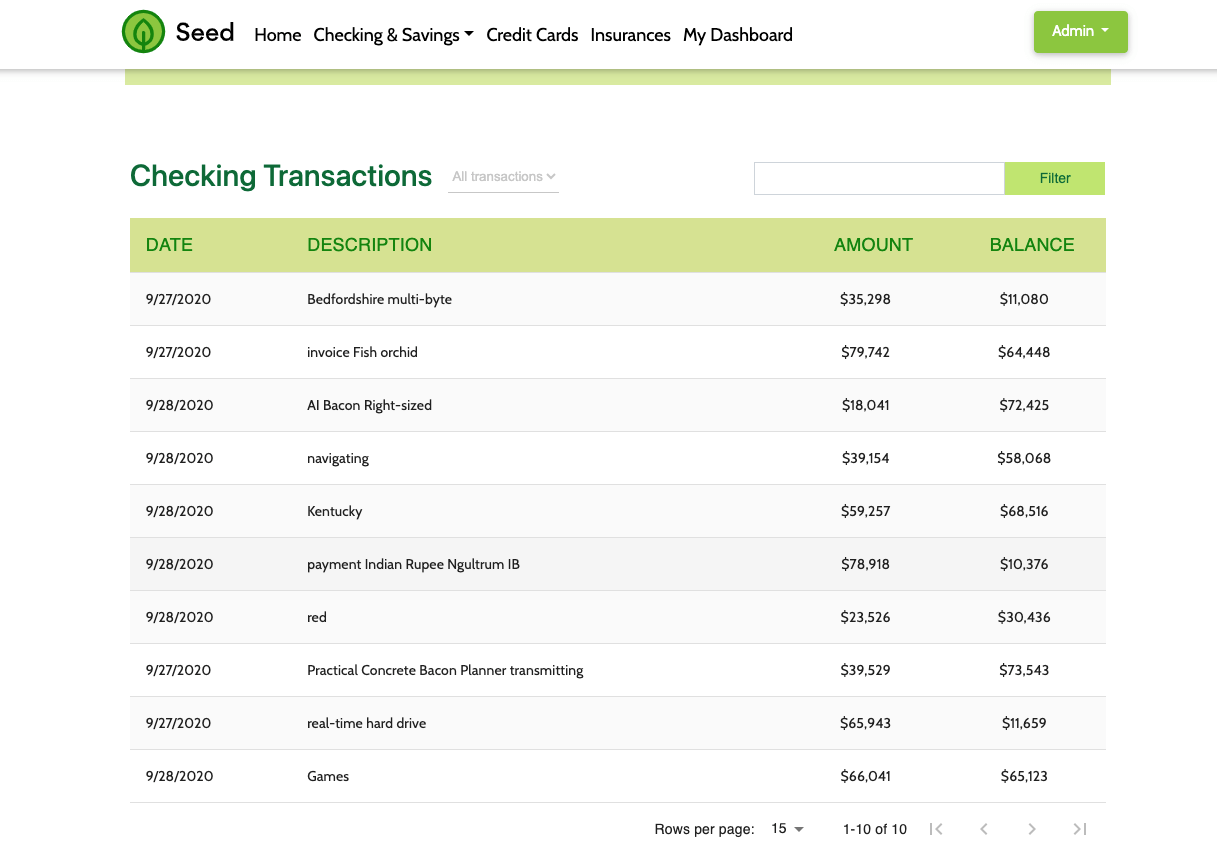 Seed Home Checking & Savings Credit Cards Insurances My Dashboard Admin
Checking Transactions All transactions Filter
DATE DESCRIPTION AMOUNT BALANCE
9/27/2020 Bedfordshire multi-byte $35,298 $11,080
9/27/2020 invoice Fish orchid $79,742 $64,448
9/28/2020 AI Bacon Right-sized $18,041 $72,425
9/28/2020 navigating $39,154 $58,068
9/28/2020 Kentucky $59,257 $68,516
9/28/2020 payment Indian Rupee Ngultrum IB $78,918 $10,376
9/28/2020 red $23,526 $30,436
9/27/2020 Practical Concrete Bacon Planner transmitting $39,529 $73,543
9/27/2020 real-time hard drive $65,943 $11,659
9/28/2020 Games $66,041 $65,123
Rows per page: 15 1-10 of 10